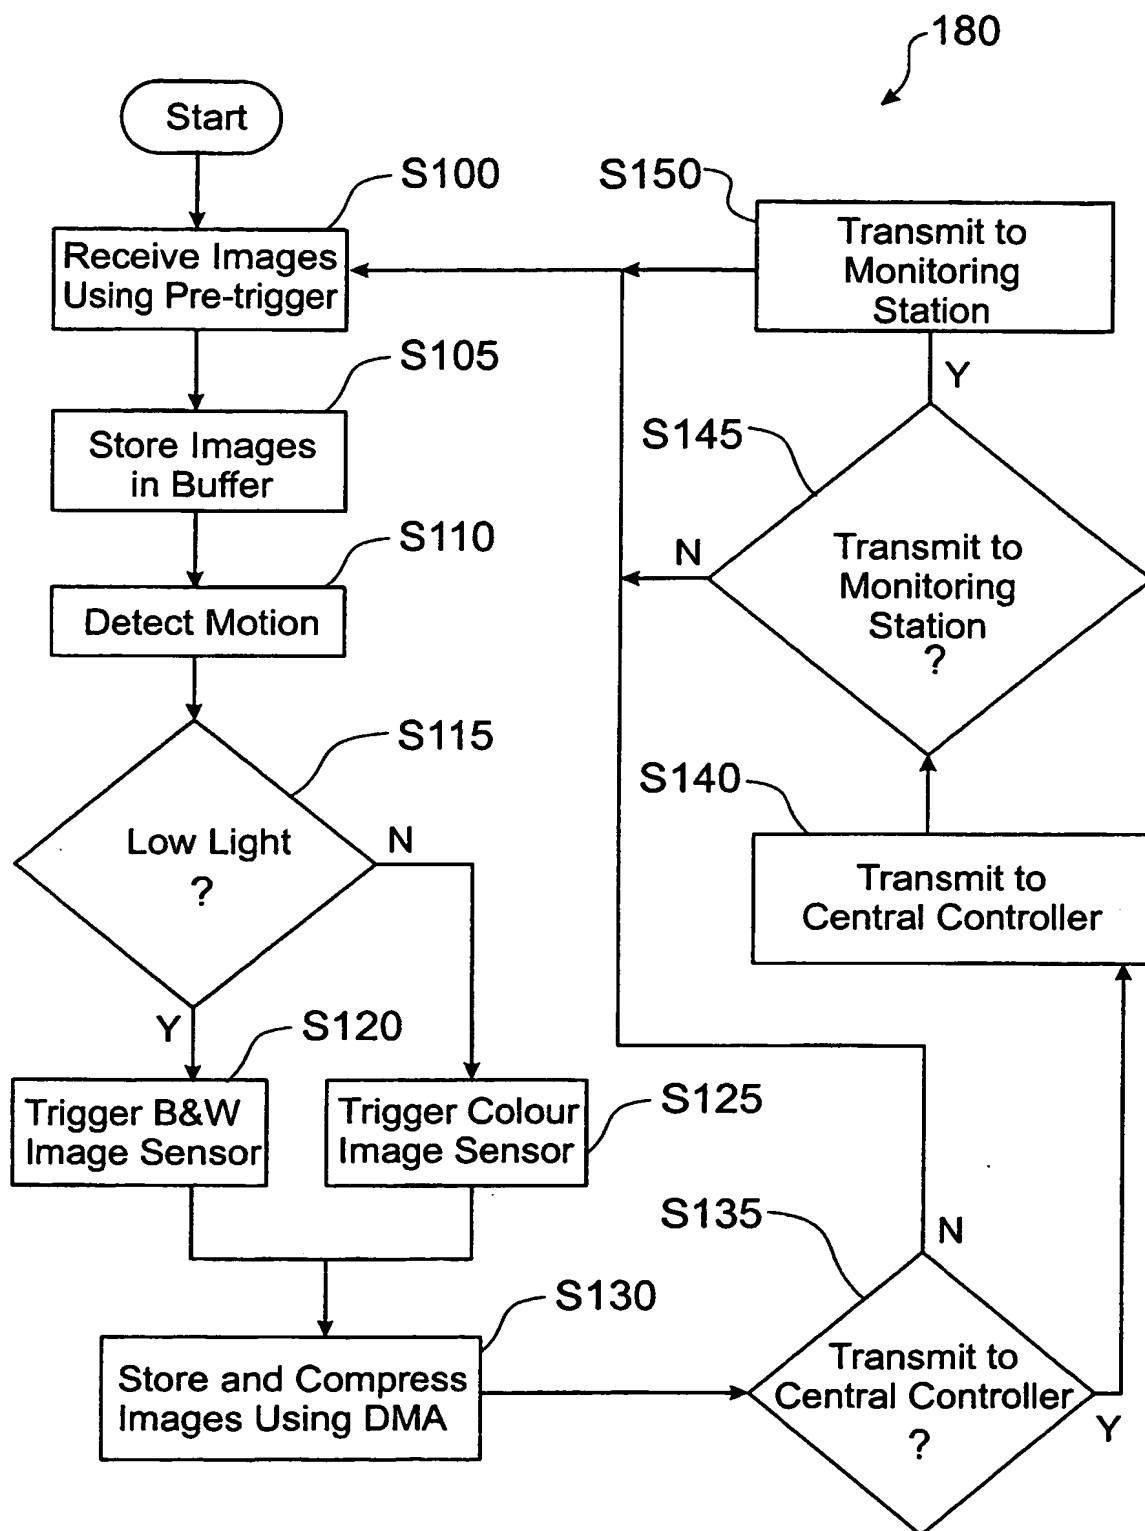 180
Start
S100
Receive Images
Using Pre-trigger
S105
Store Images
in Buffer
S110
Detect Motion
S115
Low Light
?
N
Y
S120
Trigger B&W
Image Sensor
S125
Trigger Colour
Image Sensor
S130
Store and Compress
Images Using DMA
S135
Transmit to
Central Controller
?
N
Y
S140
Transmit to
Central Controller
S145
Transmit to
Monitoring
Station
?
N
Y
S150
Transmit to
Monitoring
Station